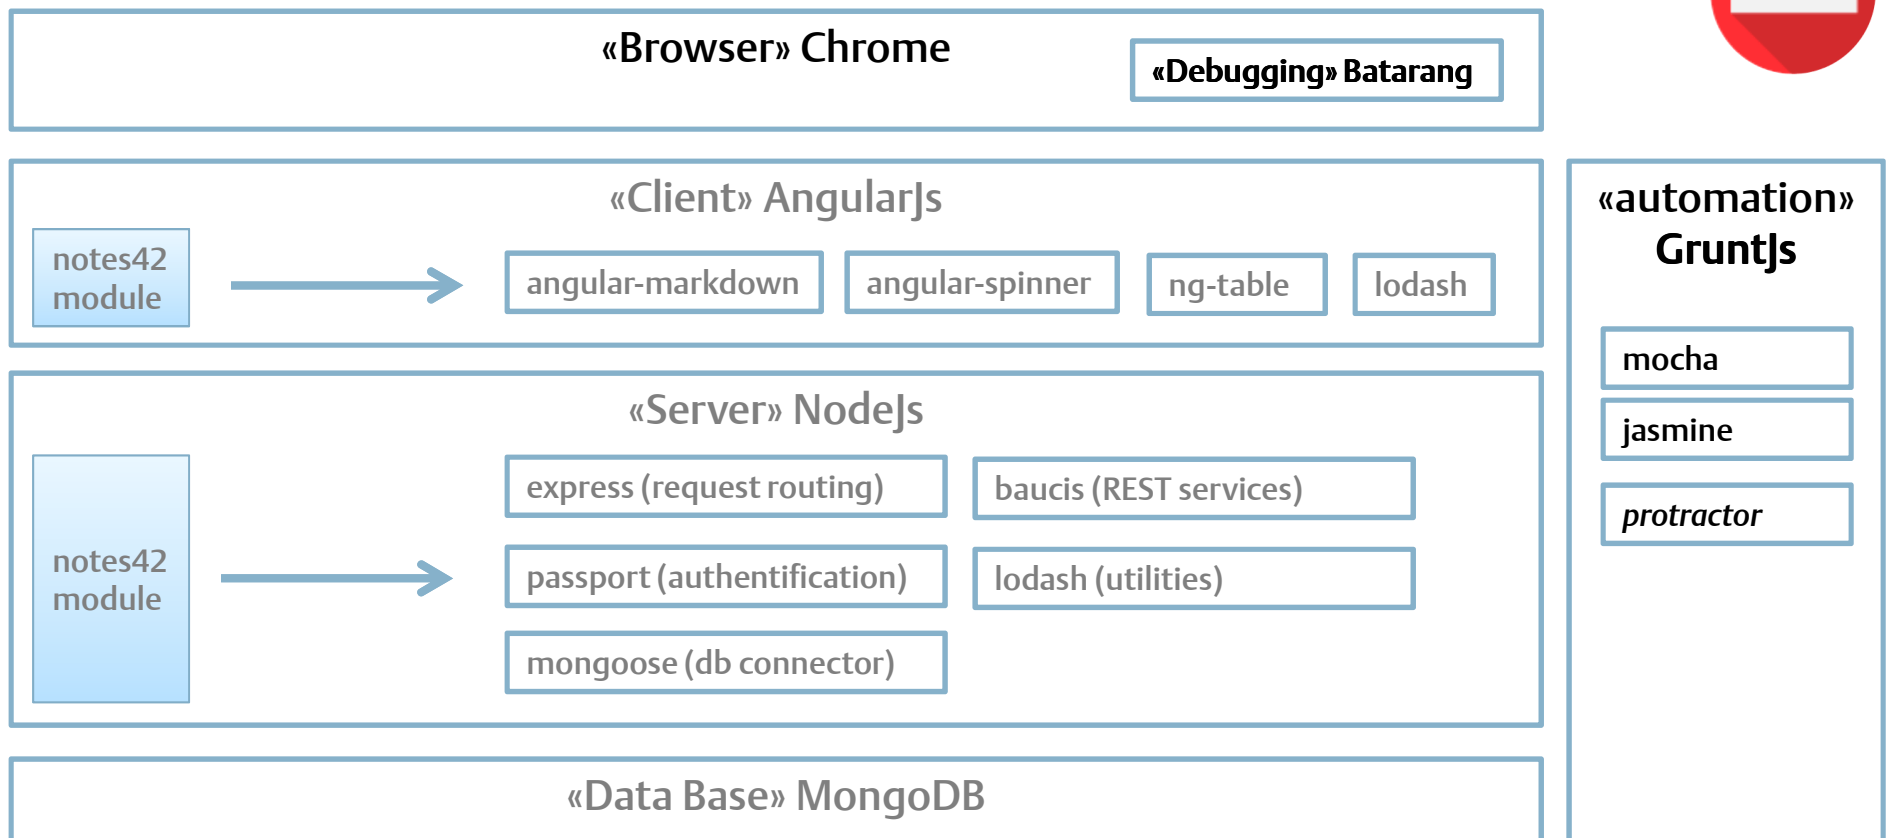 «Browser» Chrome
«Debugging» Batarang
«Client» AngularJs
notes42
module
angular-markdown
angular-spinner
ng-table
lodash
«Server» NodeJs
notes42
module
express (request routing)
baucis (REST services)
passport (authentification)
lodash (utilities)
mongoose (db connector)
«Data Base» MongoDB
«automation»
GruntJs
mocha
jasmine
protractor